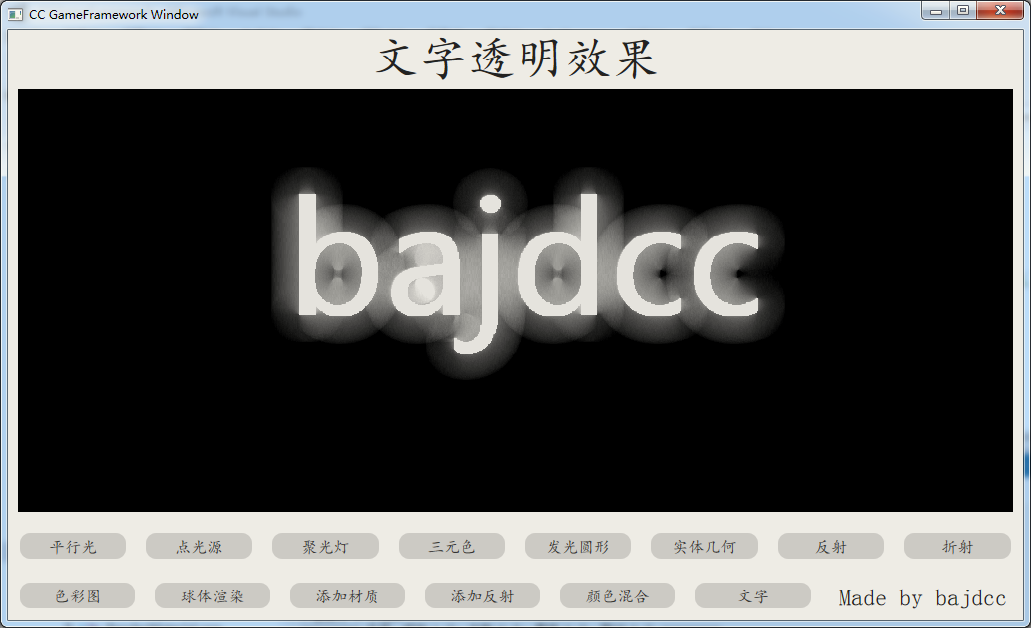 CC GameFramework Window
文字透明效果
bajdcc
平行光 点光源 聚光灯 三元色 发光圆形 实体几何 反射 折射
色彩图 球体渲染 添加材质 添加反射 颜色混合 文字 Made by bajdcc